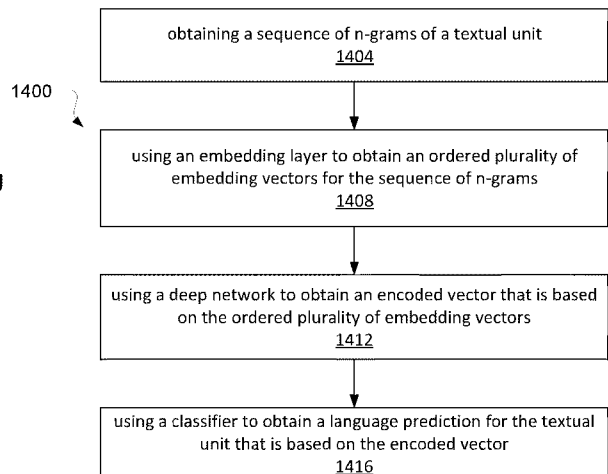 obtaining a sequence of n-grams of a textual unit
1404
1400
using an embedding layer to obtain an ordered plurality of
embedding vectors for the sequence of n-grams
1408
using a deep network to obtain an encoded vector that is based
on the ordered plurality of embedding vectors
1412
using a classifier to obtain a language prediction for the textual
unit that is based on the encoded vector
1416